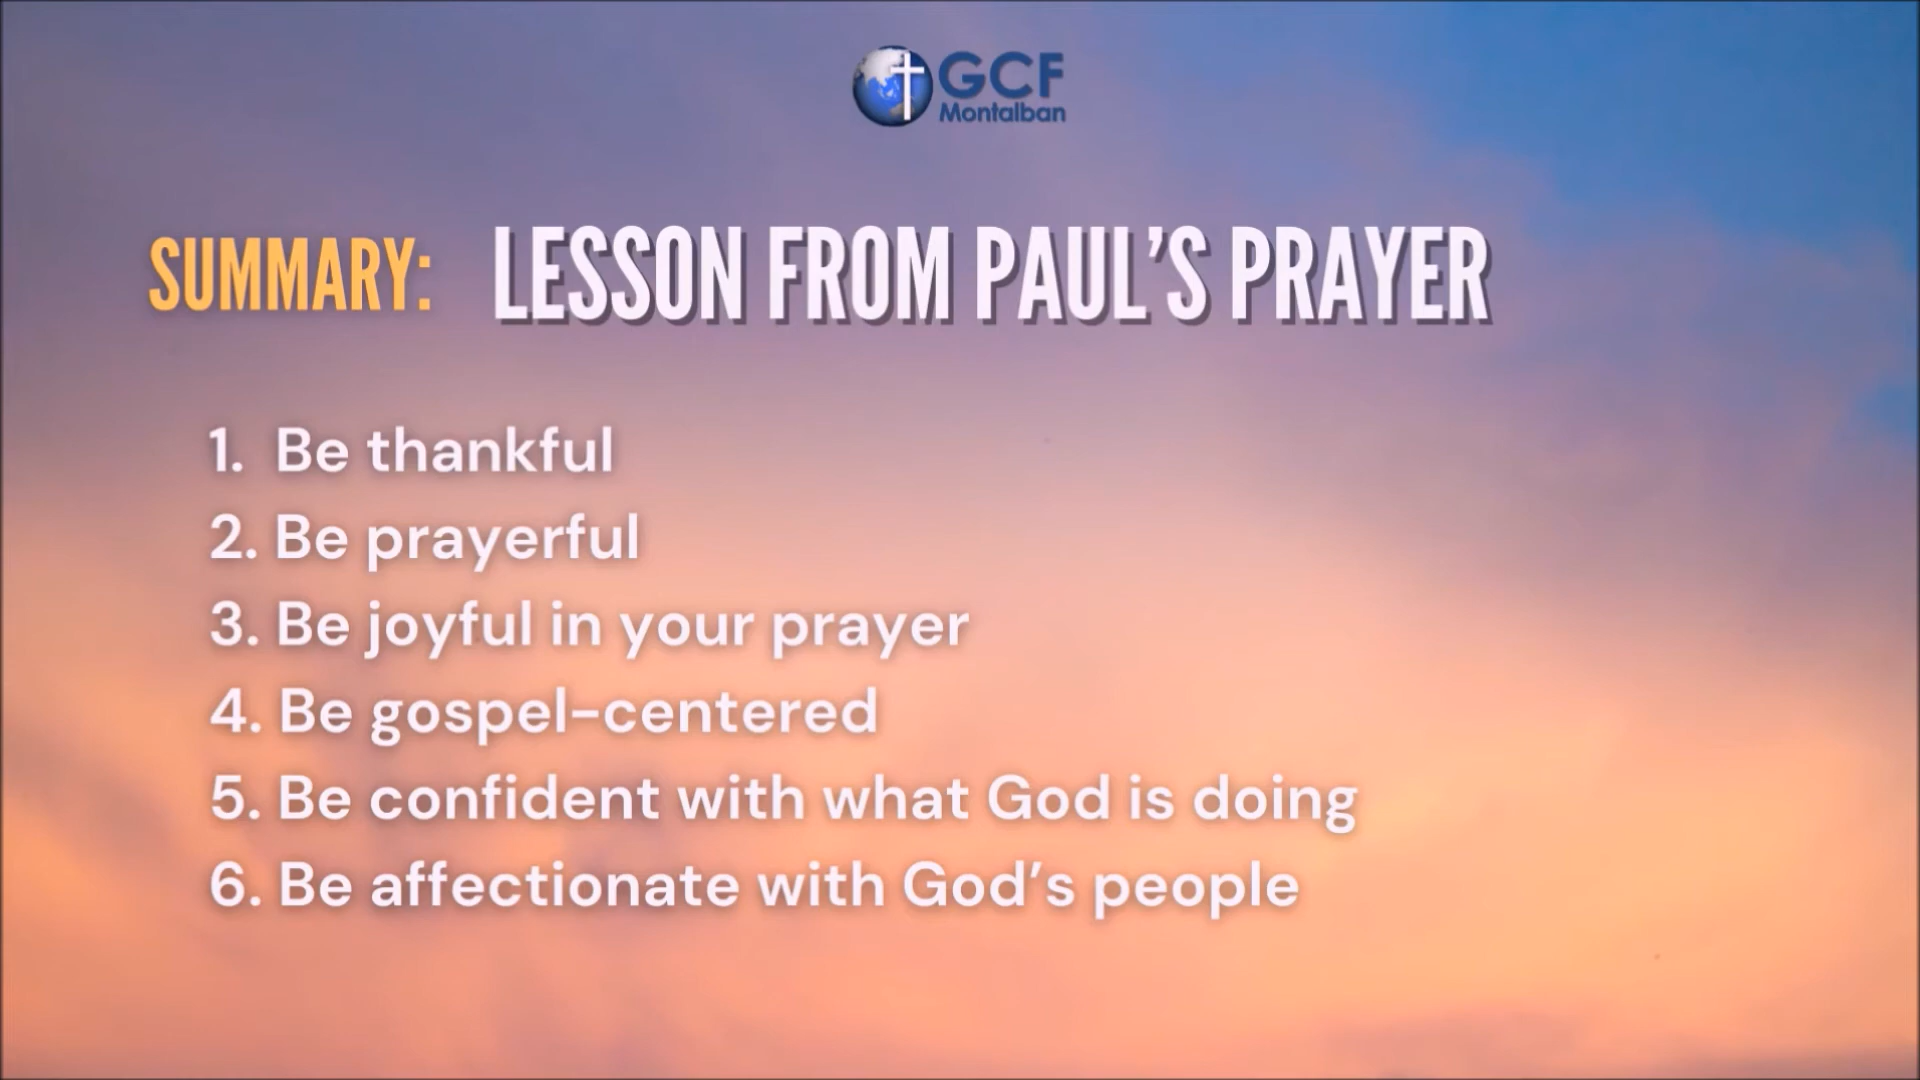 GCF
Montalban
SUMMARY: LESSON FROM PAUL'S PRAYER
1. Be thankful
2. Be prayerful
3. Be joyful in your prayer
4. Be gospel-centered
5. Be confident with what God is doing
6. Be affectionate with God's people